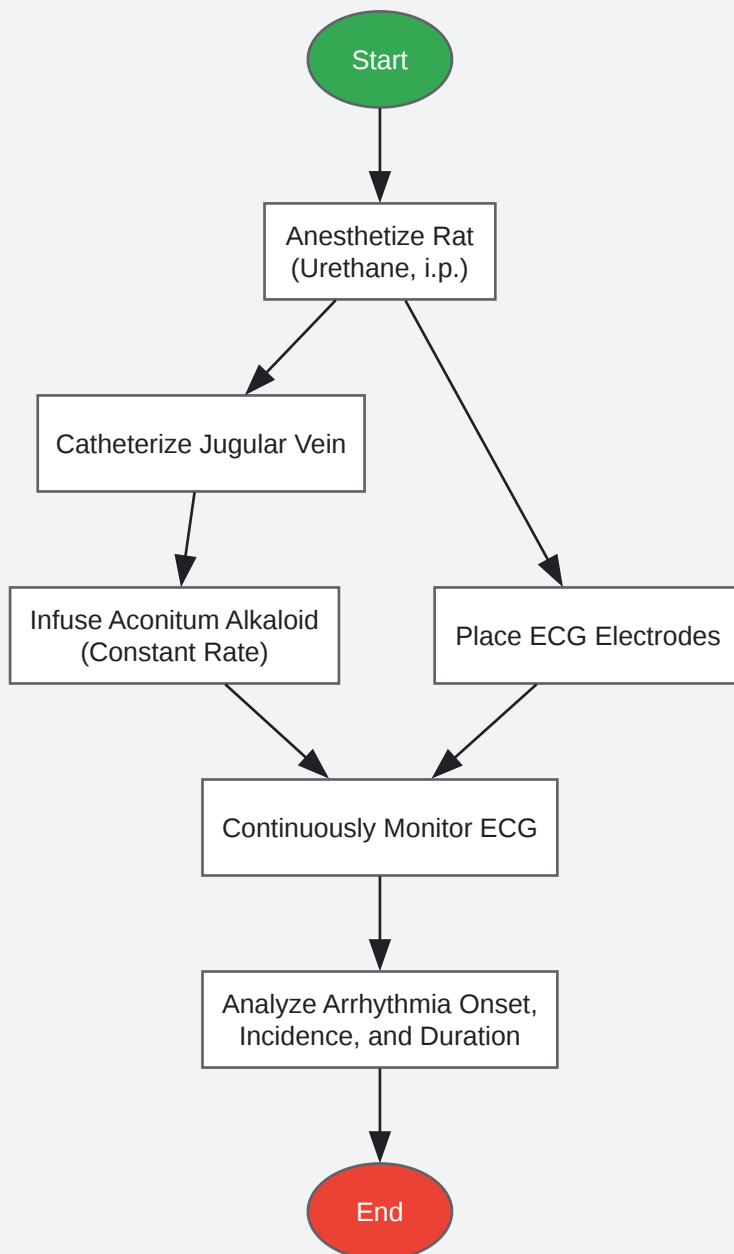 Start
Anesthetize Rat
(Urethane, i.p.)
Catheterize Jugular Vein
Infuse Aconitum Alkaloid
(Constant Rate)
Place ECG Electrodes
Continuously Monitor ECG
Analyze Arrhythmia Onset,
Incidence, and Duration
End